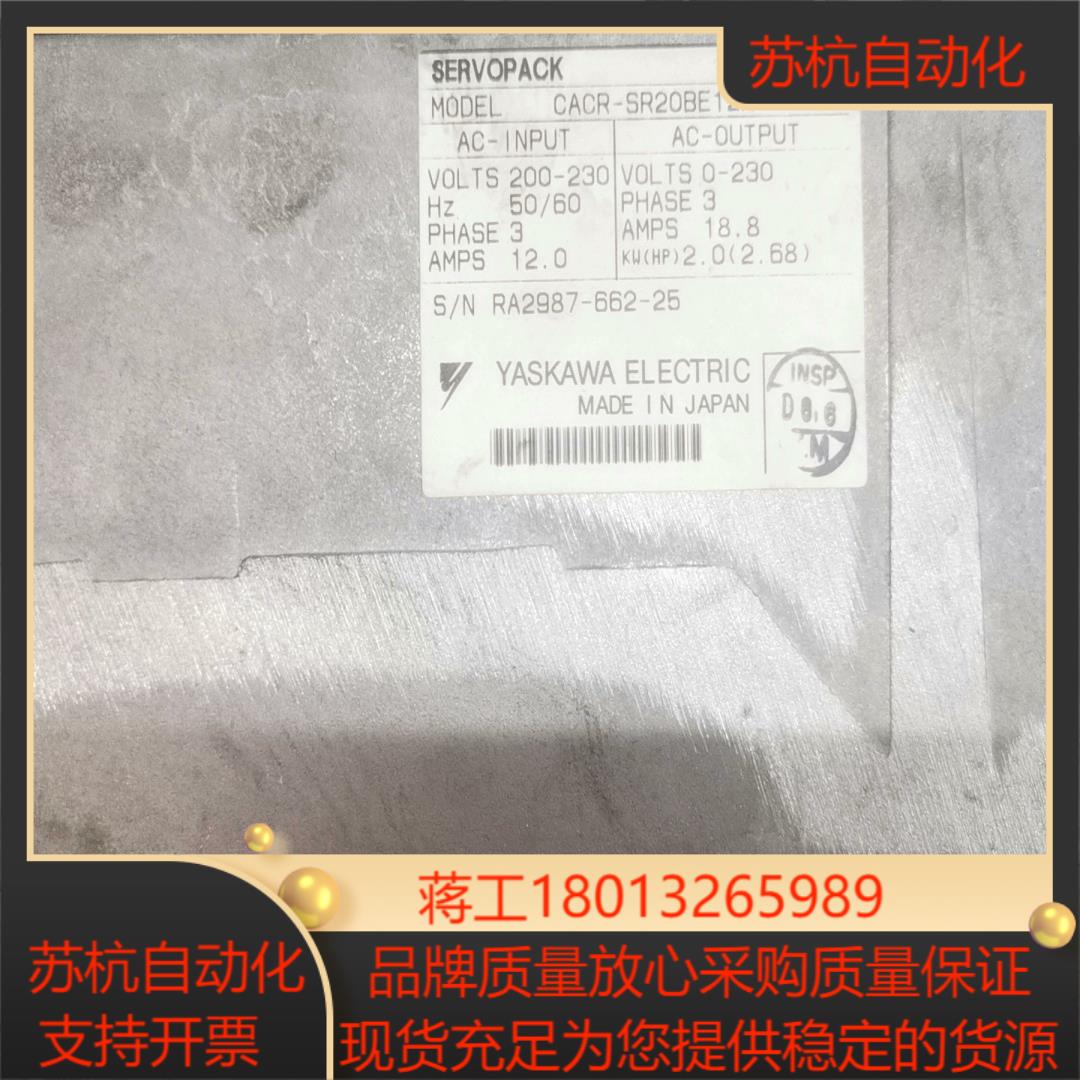 苏杭自动化
SERVOPACK
MODEL CACR-SR20BE12
AC-INPUT AC-OUTPUT
VOLTS 200-230 VOLTS 0-230
Hz 50/60 PHASE 3
PHASE 3 AMPS 18.8
AMPS 12.0 KW(HP) 2.0(2.68)
S/N RA2987-662-25
YASKAWA ELECTRIC
MADE IN JAPAN
INSP
D 6.6
M
蒋工18013265989
苏杭自动化
支持开票
品牌质量放心采购质量保证
现货充足为您提供稳定的货源